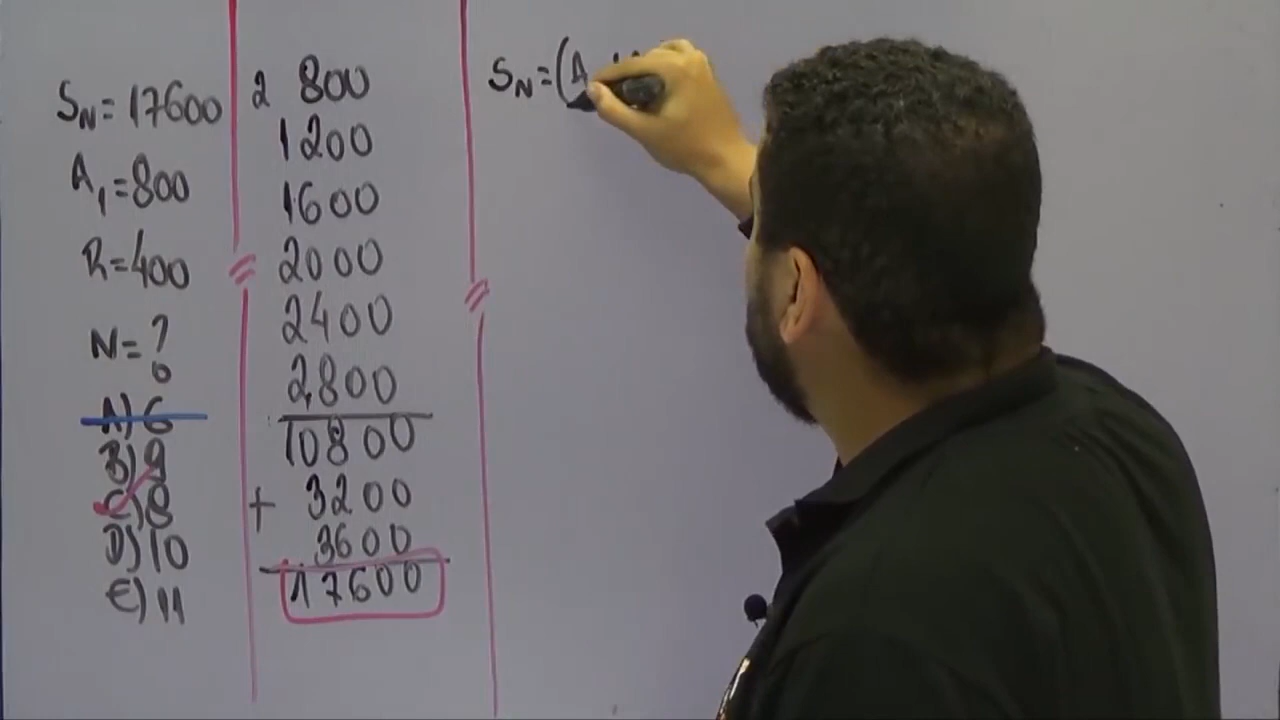 S_N = 17600
A_1 = 800
R = 400
N = ?
A) 6
B) 9
C) 8
D) 10
E) 11
2 800
1200
1600
2000
2400
2800
10800
+ 3200
3600
17600
S_N = (A